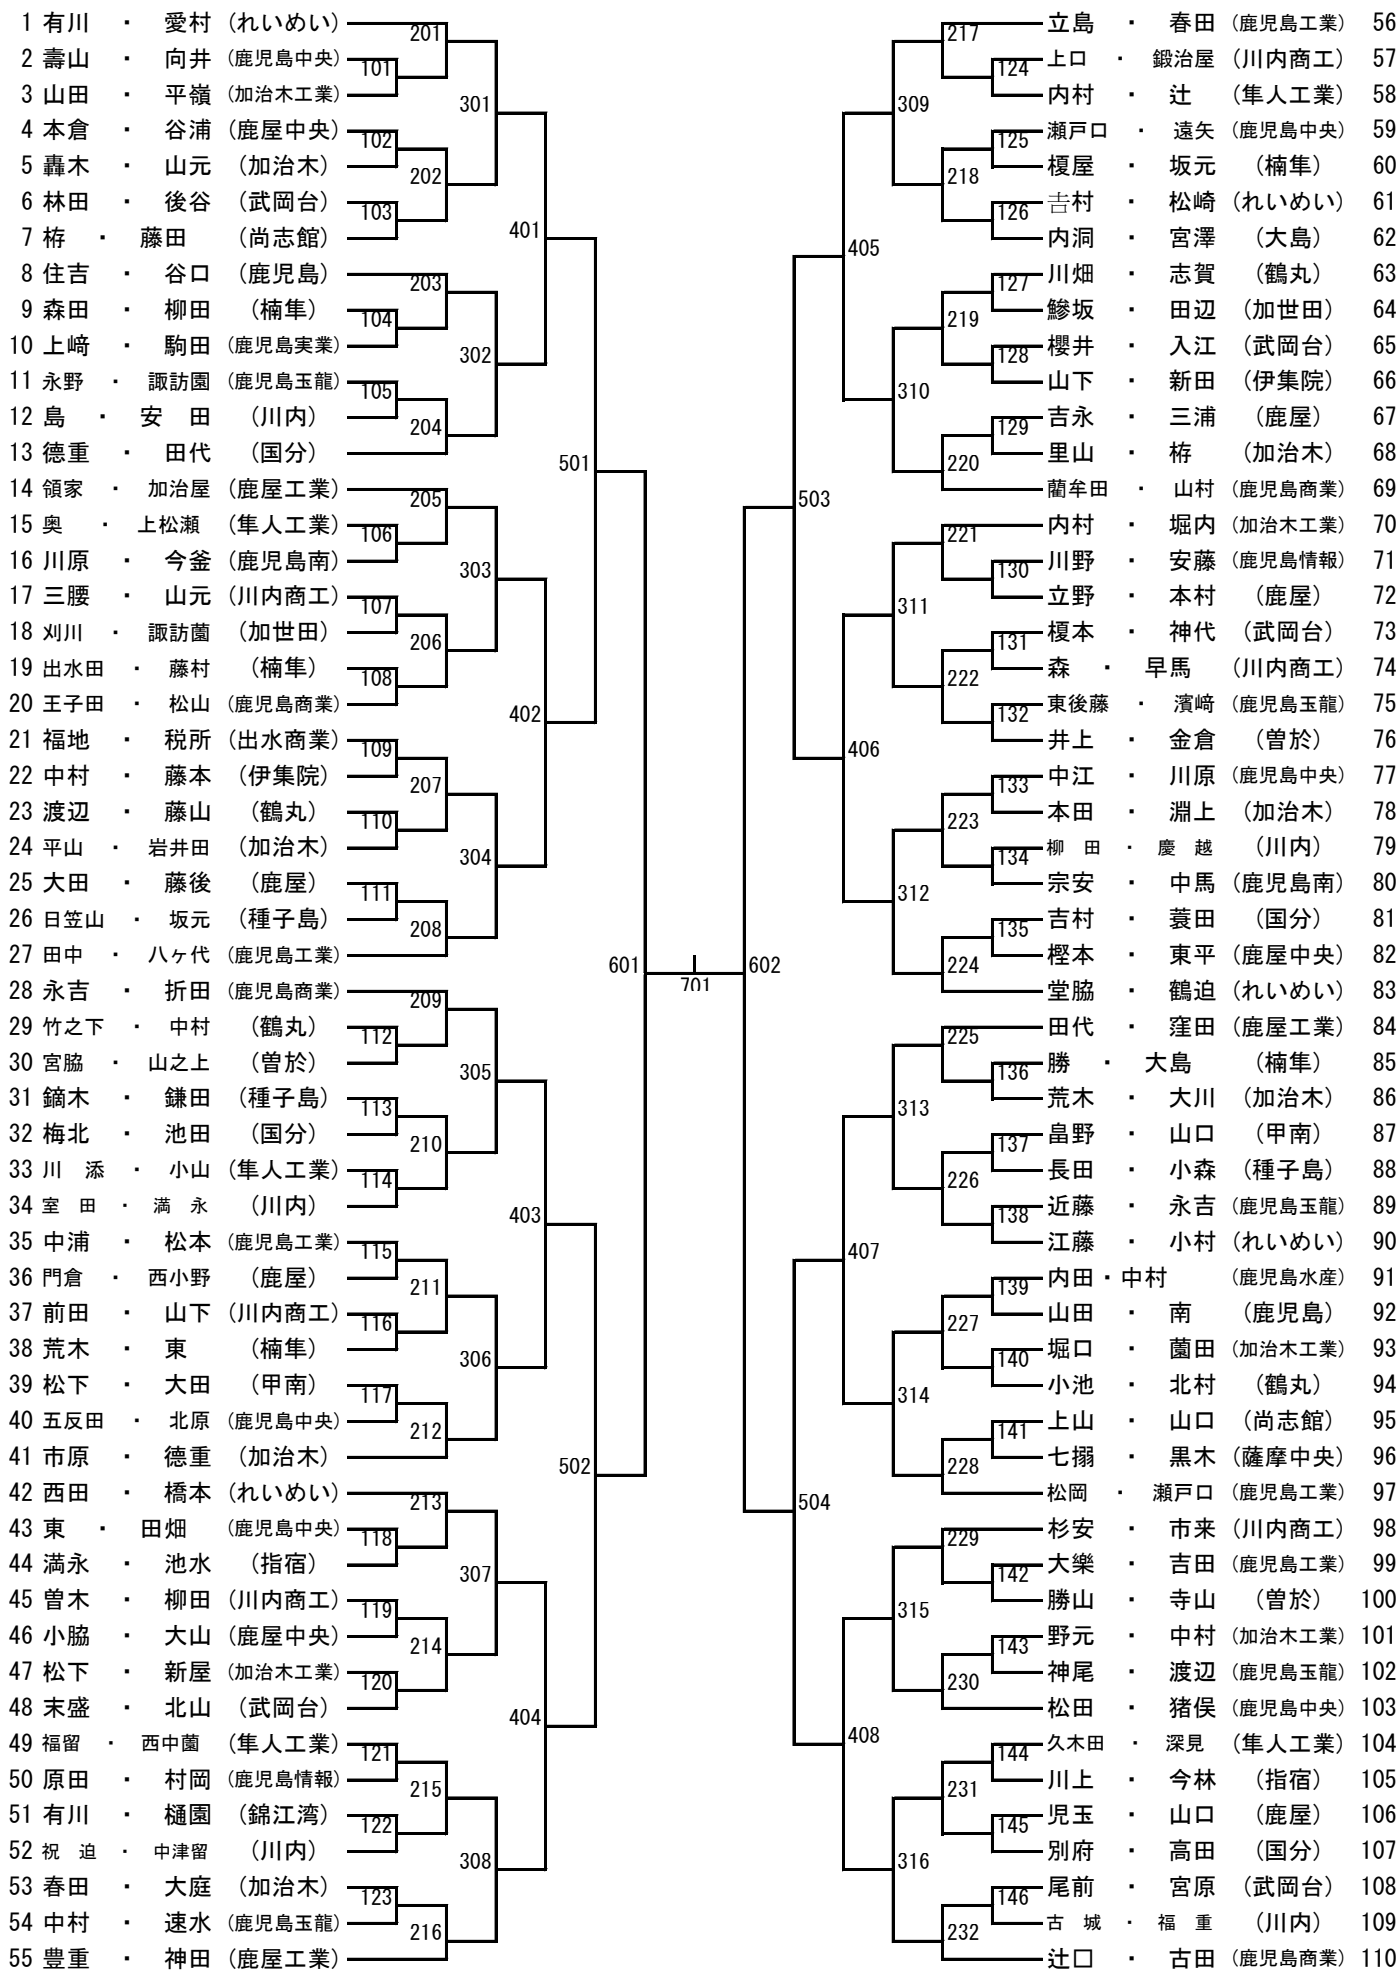 1 有川 ・ 愛村 (れいめい)
2 壽山 ・ 向井 (鹿児島中央)
3 山田 ・ 平嶺 (加治木工業)
4 本倉 ・ 谷浦 (鹿屋中央)
5 轟木 ・ 山元 (加治木)
6 林田 ・ 後谷 (武岡台)
7 栫 ・ 藤田 (尚志館)
8 住吉 ・ 谷口 (鹿児島)
9 森田 ・ 柳田 (楠隼)
10 上﨑 ・ 駒田 (鹿児島実業)
11 永野 ・ 諏訪園 (鹿児島玉龍)
12 島 ・ 安田 (川内)
13 德重 ・ 田代 (国分)
14 領家 ・ 加治屋 (鹿屋工業)
15 奥 ・ 上松瀬 (隼人工業)
16 川原 ・ 今釜 (鹿児島南)
17 三腰 ・ 山元 (川内商工)
18 刈川 ・ 諏訪薗 (加世田)
19 出水田 ・ 藤村 (楠隼)
20 王子田 ・ 松山 (鹿児島商業)
21 福地 ・ 税所 (出水商業)
22 中村 ・ 藤本 (伊集院)
23 渡辺 ・ 藤山 (鶴丸)
24 平山 ・ 岩井田 (加治木)
25 大田 ・ 藤後 (鹿屋)
26 日笠山 ・ 坂元 (種子島)
27 田中 ・ 八ヶ代 (鹿児島工業)
28 永吉 ・ 折田 (鹿児島商業)
29 竹之下 ・ 中村 (鶴丸)
30 宮脇 ・ 山之上 (曽於)
31 鏑木 ・ 鎌田 (種子島)
32 梅北 ・ 池田 (国分)
33 川添 ・ 小山 (隼人工業)
34 室田 ・ 満永 (川内)
35 中浦 ・ 松本 (鹿児島工業)
36 門倉 ・ 西小野 (鹿屋)
37 前田 ・ 山下 (川内商工)
38 荒木 ・ 東 (楠隼)
39 松下 ・ 大田 (甲南)
40 五反田 ・ 北原 (鹿児島中央)
41 市原 ・ 德重 (加治木)
42 西田 ・ 橋本 (れいめい)
43 東 ・ 田畑 (鹿児島中央)
44 満永 ・ 池水 (指宿)
45 曽木 ・ 柳田 (川内商工)
46 小脇 ・ 大山 (鹿屋中央)
47 松下 ・ 新屋 (加治木工業)
48 末盛 ・ 北山 (武岡台)
49 福留 ・ 西中薗 (隼人工業)
50 原田 ・ 村岡 (鹿児島情報)
51 有川 ・ 樋園 (錦江湾)
52 祝迫 ・ 中津留 (川内)
53 春田 ・ 大庭 (加治木)
54 中村 ・ 速水 (鹿児島玉龍)
55 豊重 ・ 神田 (鹿屋工業)
101
102
103
104
105
106
107
108
109
110
111
112
113
114
115
116
117
118
119
120
121
122
123
201
202
203
204
205
206
207
208
209
210
211
212
213
214
215
216
301
302
303
304
305
306
307
308
401
402
403
404
501
502
601
701
602
503
504
405
406
407
408
309
310
311
312
313
314
315
316
217
218
219
220
221
222
223
224
225
226
227
228
229
230
231
232
124
125
126
127
128
129
130
131
132
133
134
135
136
137
138
139
140
141
142
143
144
145
146
立島 ・ 春田 (鹿児島工業) 56
上口 ・ 鍛治屋 (川内商工) 57
内村 ・ 辻 (隼人工業) 58
瀬戸口 ・ 遠矢 (鹿児島中央) 59
榎屋 ・ 坂元 (楠隼) 60
𠮷村 ・ 松崎 (れいめい) 61
内洞 ・ 宮澤 (大島) 62
川畑 ・ 志賀 (鶴丸) 63
鰺坂 ・ 田辺 (加世田) 64
櫻井 ・ 入江 (武岡台) 65
山下 ・ 新田 (伊集院) 66
吉永 ・ 三浦 (鹿屋) 67
里山 ・ 栫 (加治木) 68
藺牟田 ・ 山村 (鹿児島商業) 69
内村 ・ 堀内 (加治木工業) 70
川野 ・ 安藤 (鹿児島情報) 71
立野 ・ 本村 (鹿屋) 72
榎本 ・ 神代 (武岡台) 73
森 ・ 早馬 (川内商工) 74
東後藤 ・ 濱﨑 (鹿児島玉龍) 75
井上 ・ 金倉 (曽於) 76
中江 ・ 川原 (鹿児島中央) 77
本田 ・ 淵上 (加治木) 78
柳田 ・ 慶越 (川内) 79
宗安 ・ 中馬 (鹿児島南) 80
吉村 ・ 蓑田 (国分) 81
樫本 ・ 東平 (鹿屋中央) 82
堂脇 ・ 鶴迫 (れいめい) 83
田代 ・ 窪田 (鹿屋工業) 84
勝 ・ 大島 (楠隼) 85
荒木 ・ 大川 (加治木) 86
畠野 ・ 山口 (甲南) 87
長田 ・ 小森 (種子島) 88
近藤 ・ 永吉 (鹿児島玉龍) 89
江藤 ・ 小村 (れいめい) 90
内田・中村 (鹿児島水産) 91
山田 ・ 南 (鹿児島) 92
堀口 ・ 薗田 (加治木工業) 93
小池 ・ 北村 (鶴丸) 94
上山 ・ 山口 (尚志館) 95
七搦 ・ 黒木 (薩摩中央) 96
松岡 ・ 瀬戸口 (鹿児島工業) 97
杉安 ・ 市来 (川内商工) 98
大樂 ・ 吉田 (鹿児島工業) 99
勝山 ・ 寺山 (曽於) 100
野元 ・ 中村 (加治木工業) 101
神尾 ・ 渡辺 (鹿児島玉龍) 102
松田 ・ 猪俣 (鹿児島中央) 103
久木田 ・ 深見 (隼人工業) 104
川上 ・ 今林 (指宿) 105
児玉 ・ 山口 (鹿屋) 106
別府 ・ 高田 (国分) 107
尾前 ・ 宮原 (武岡台) 108
古城 ・ 福重 (川内) 109
辻口 ・ 古田 (鹿児島商業) 110